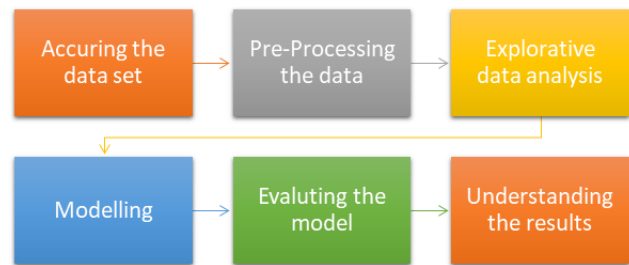 Accuring the
data set
Pre-Processing
the data
Explorative
data analysis
Modelling
Evaluting the
model
Understanding
the results